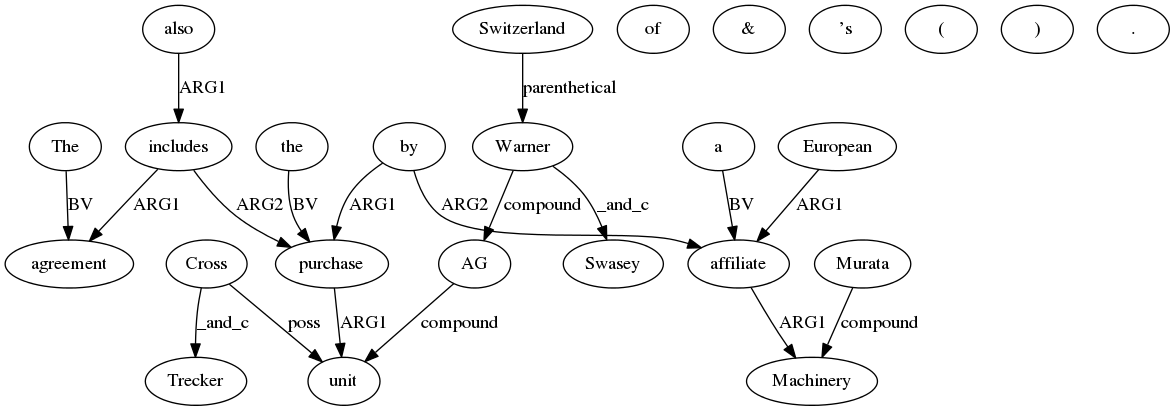 also Switzerland of & 's ( ) .
ARG1 parenthetical
The includes the by Warner a European
BV ARG1 ARG2 BV ARG1 ARG2 compound _and_c BV ARG1
agreement Cross purchase AG Swasey affiliate Murata
_and_c poss ARG1 compound ARG1 compound
Trecker unit Machinery